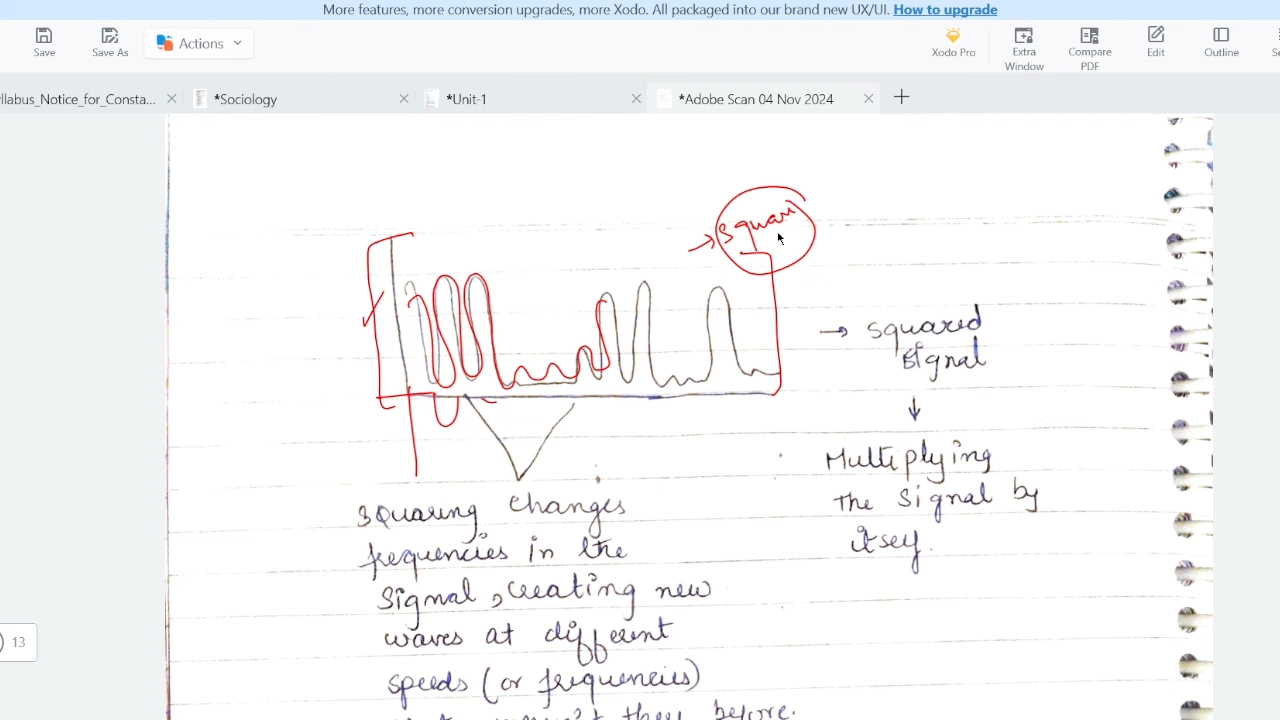 More features, more conversion upgrades, more Xodo. All packaged into our brand new UX/UI. How to upgrade
Save
Save As
Actions
Xodo Pro
Extra Window
Compare PDF
Edit
Outline
llabus_Notice_for_Consta...
*Sociology
*Unit-1
*Adobe Scan 04 Nov 2024
→ squared
signal
Multiplying
the signal by
itself.
squaring changes
frequencies in the
signal, creating new
waves at different
speeds (or frequencies)
before.
13